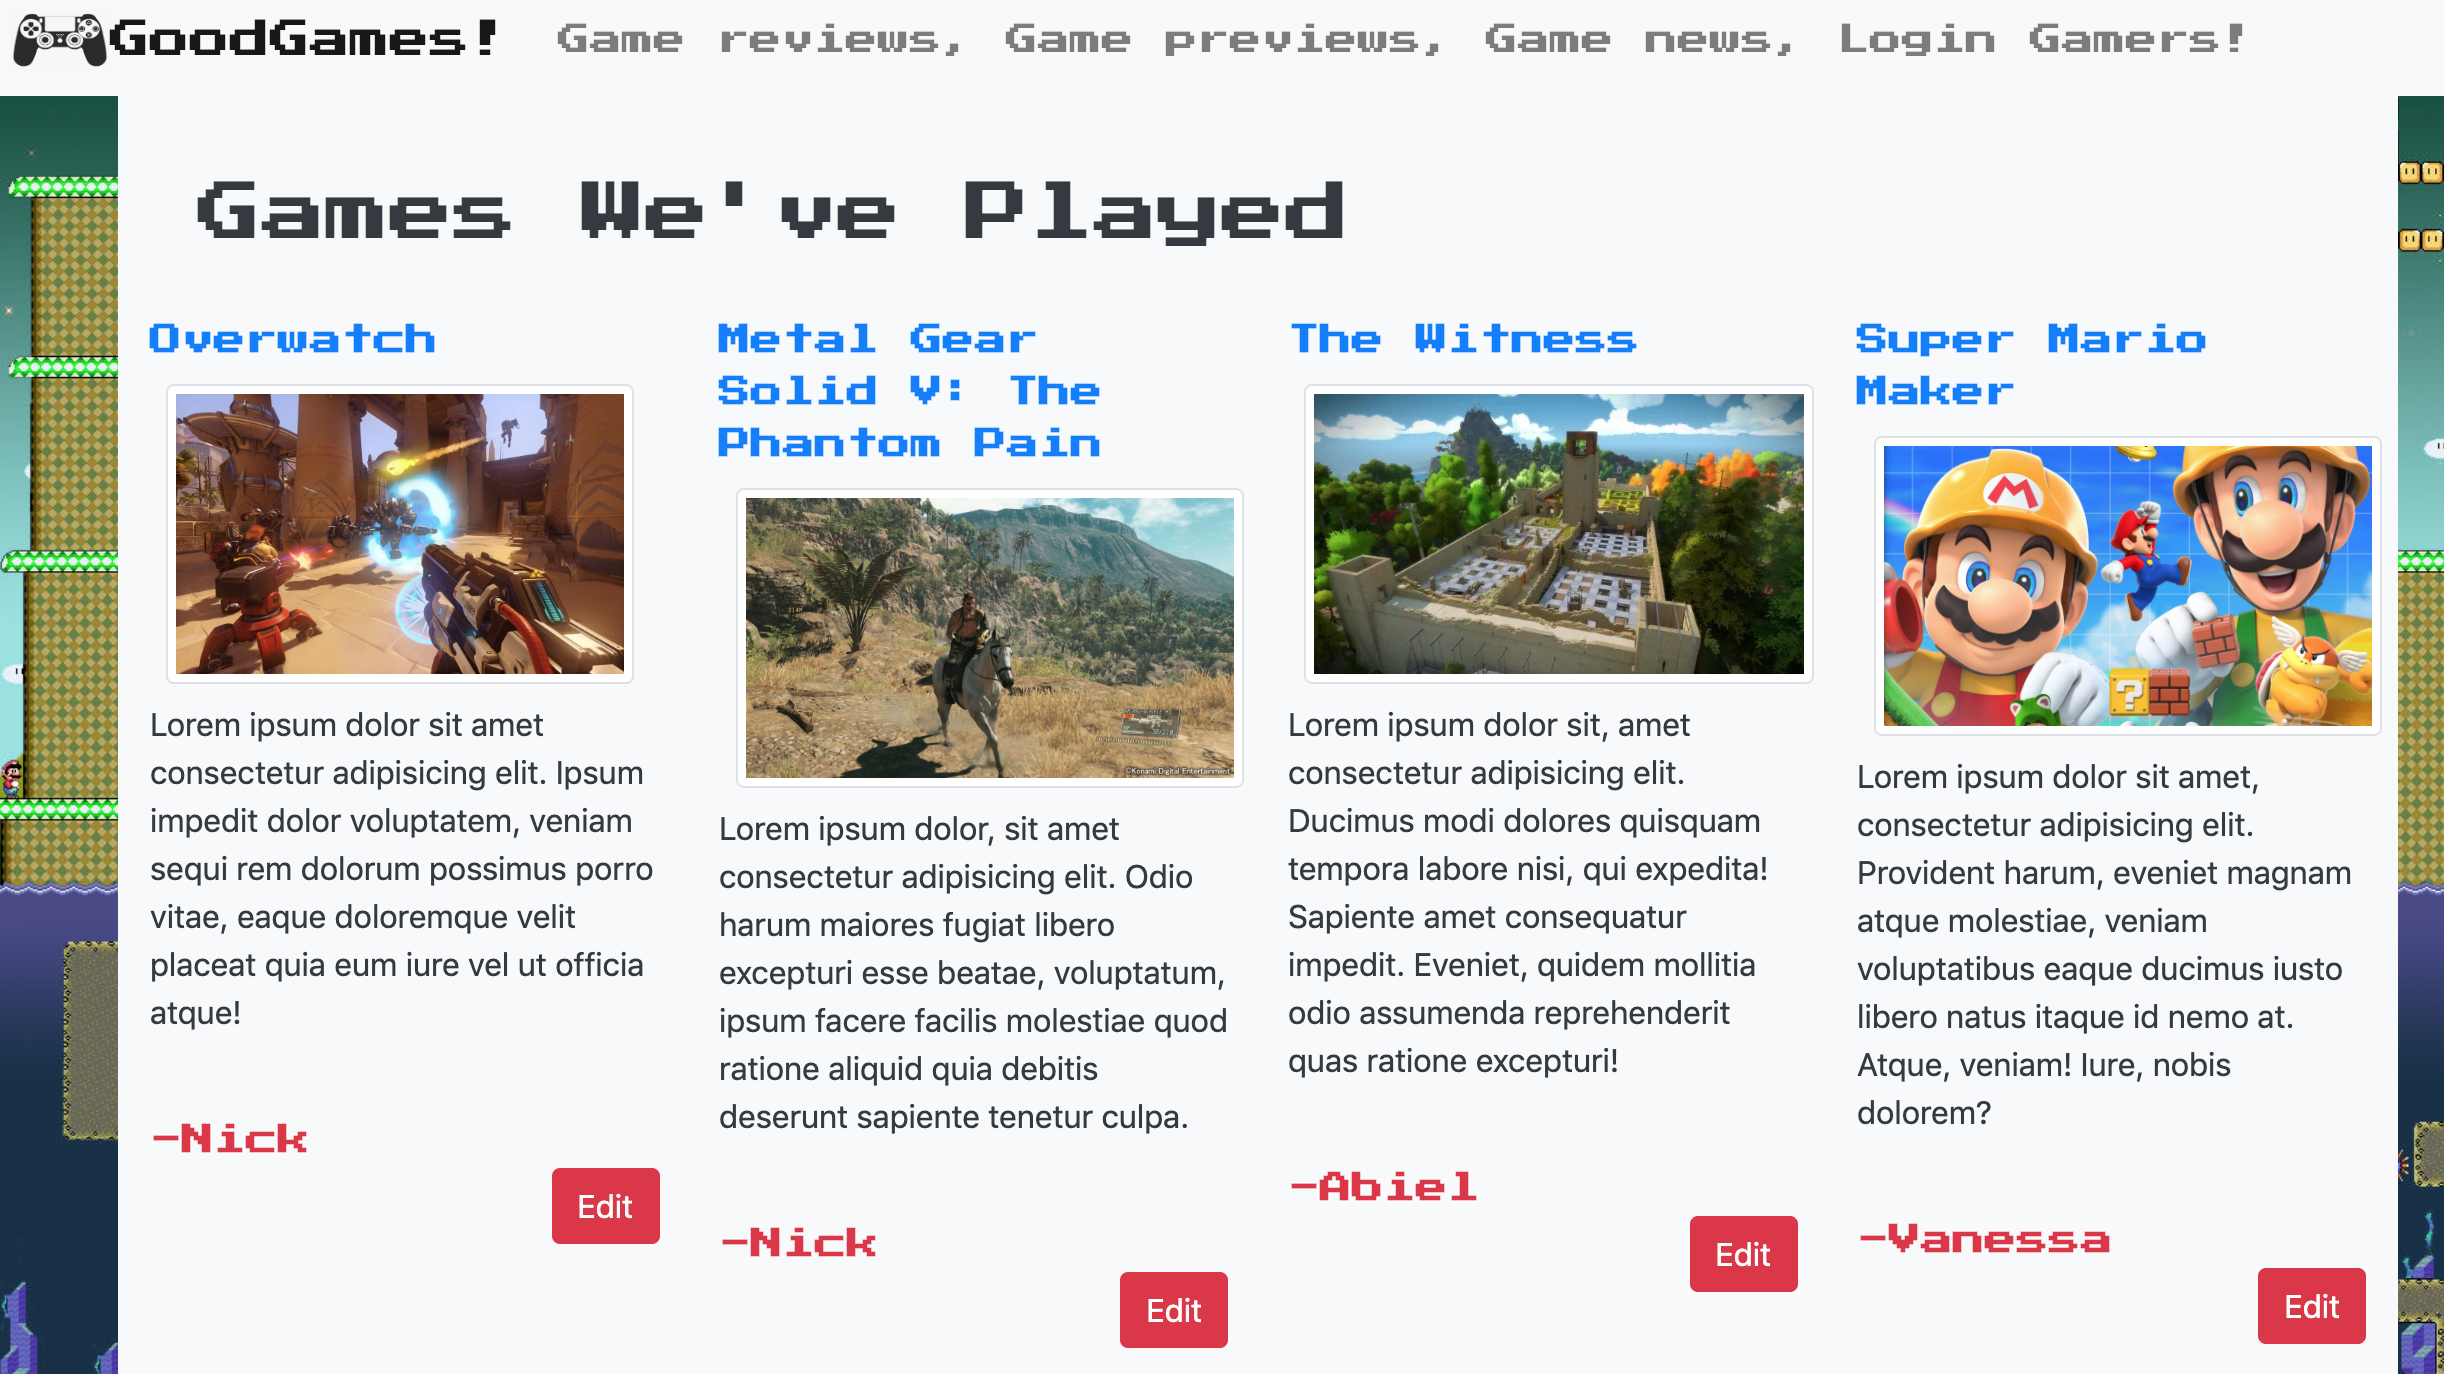 GoodGames! Game reviews, Game previews, Game news, Login Gamers!
Games We've Played
Overwatch
Lorem ipsum dolor sit amet
consectetur adipisicing elit. Ipsum
impedit dolor voluptatem, veniam
sequi rem dolorum possimus porro
vitae, eaque doloremque velit
placeat quia eum iure vel ut officia
atque!
-Nick
Edit
Metal Gear
Solid V: The
Phantom Pain
©Konami Digital Entertainment
Lorem ipsum dolor, sit amet
consectetur adipisicing elit. Odio
harum maiores fugiat libero
excepturi esse beatae, voluptatum,
ipsum facere facilis molestiae quod
ratione aliquid quia debitis
deserunt sapiente tenetur culpa.
-Nick
Edit
The Witness
Lorem ipsum dolor sit, amet
consectetur adipisicing elit.
Ducimus modi dolores quisquam
tempora labore nisi, qui expedita!
Sapiente amet consequatur
impedit. Eveniet, quidem mollitia
odio assumenda reprehenderit
quas ratione excepturi!
-Abiel
Edit
Super Mario
Maker
M
?
Lorem ipsum dolor sit amet,
consectetur adipisicing elit.
Provident harum, eveniet magnam
atque molestiae, veniam
voluptatibus eaque ducimus iusto
libero natus itaque id nemo at.
Atque, veniam! Iure, nobis
dolorem?
-Vanessa
Edit